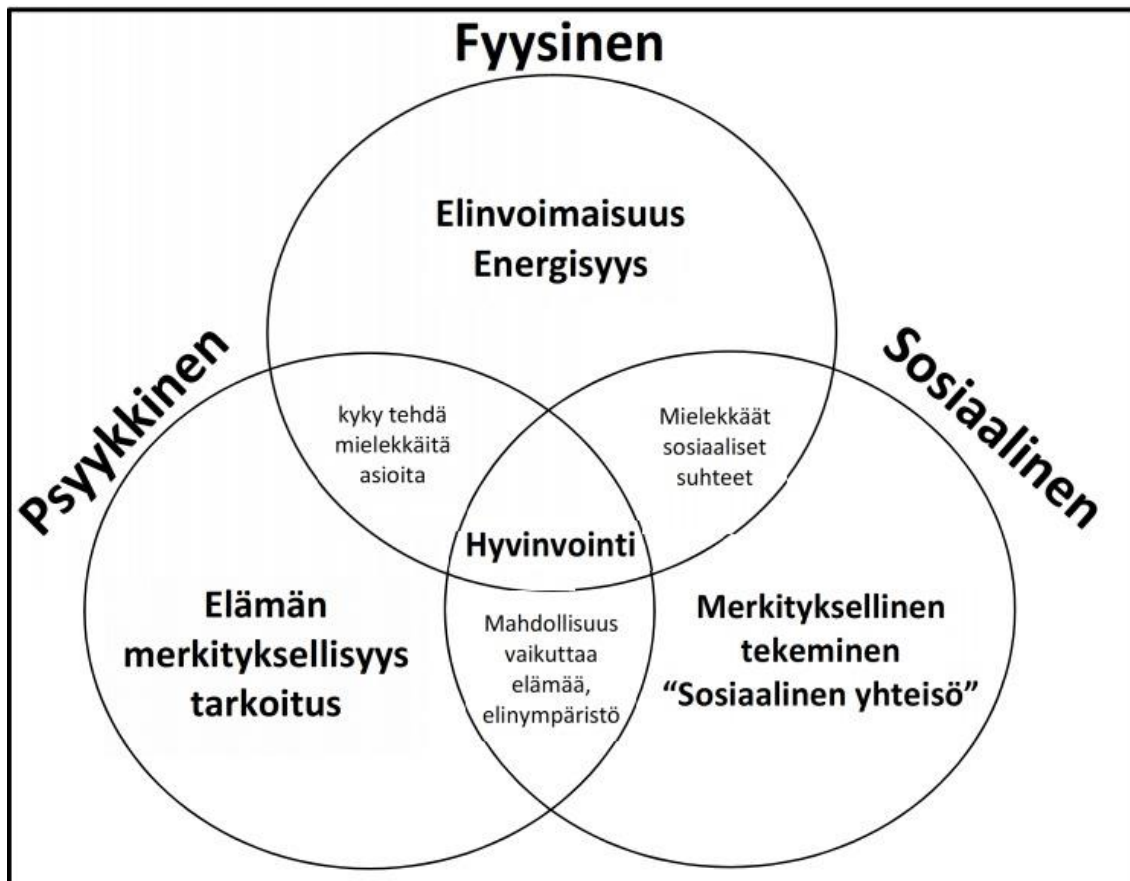 Fyysinen
Elinvoimaisuus
Energisyys
Psyykkinen
Sosiaalinen
kyky tehdä
mielekkäitä
asioita
Mielekkäät
sosiaaliset
suhteet
Hyvinvointi
Elämän
merkityksellisyys
tarkoitus
Mahdollisuus
vaikuttaa
elämää,
elinympäristö
Merkityksellinen
tekeminen
“Sosiaalinen yhteisö”